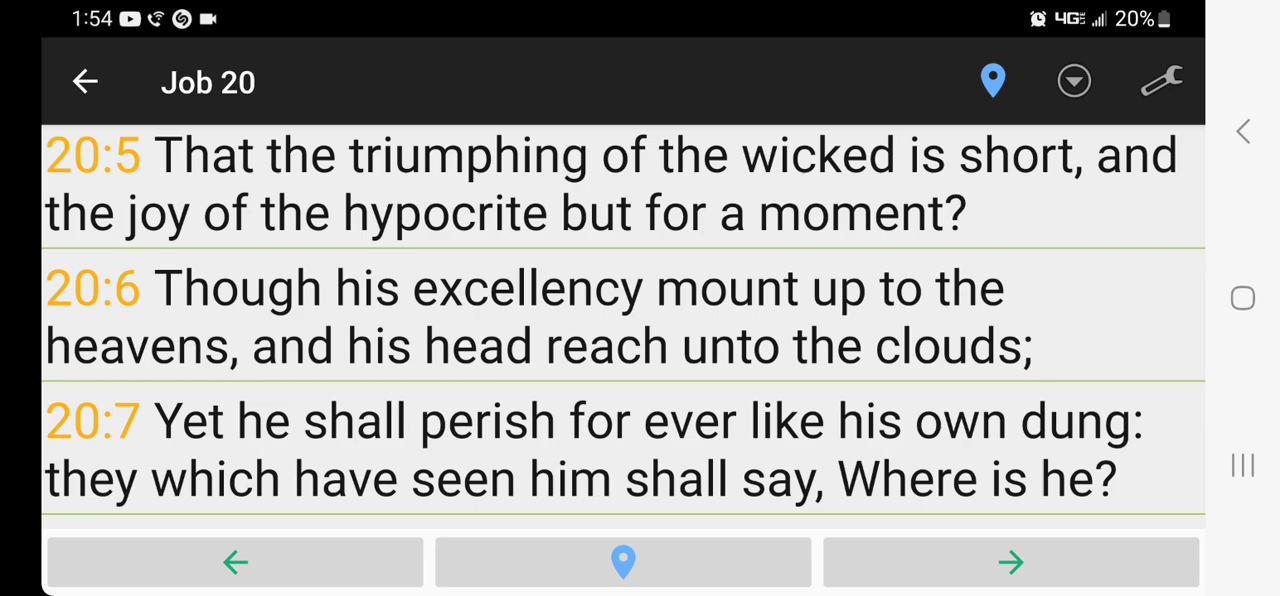 1:54 4GE 20%
Job 20
20:5 That the triumphing of the wicked is short, and
the joy of the hypocrite but for a moment?
20:6 Though his excellency mount up to the
heavens, and his head reach unto the clouds;
20:7 Yet he shall perish for ever like his own dung:
they which have seen him shall say, Where is he?